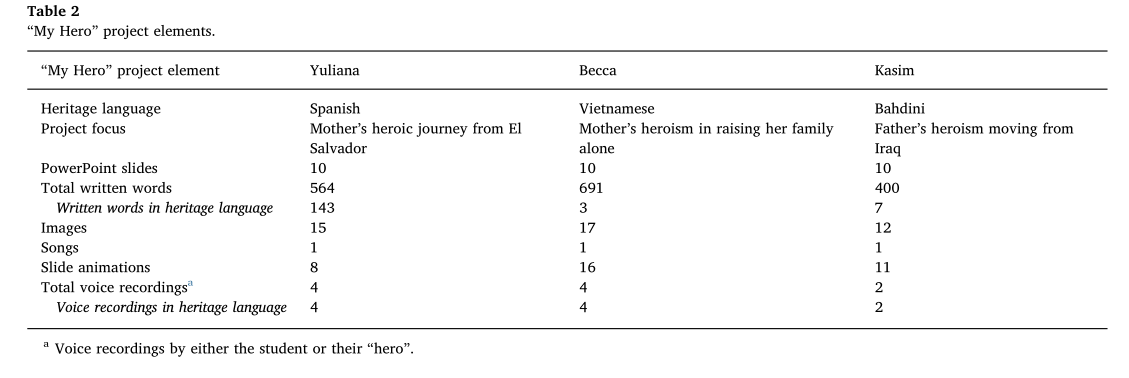 Table 2
“My Hero” project elements.
“My Hero” project element Yuliana Becca Kasim
Heritage language Spanish Vietnamese Bahdini
Project focus Mother’s heroic journey from El Mother’s heroism in raising her family Father’s heroism moving from
Salvador alone Iraq
PowerPoint slides 10 10 10
Total written words 564 691 400
Written words in heritage language 143 3 7
Images 15 17 12
Songs 1 1 1
Slide animations 8 16 11
Total voice recordingsa 4 4 2
Voice recordings in heritage language 4 4 2
a Voice recordings by either the student or their “hero”.